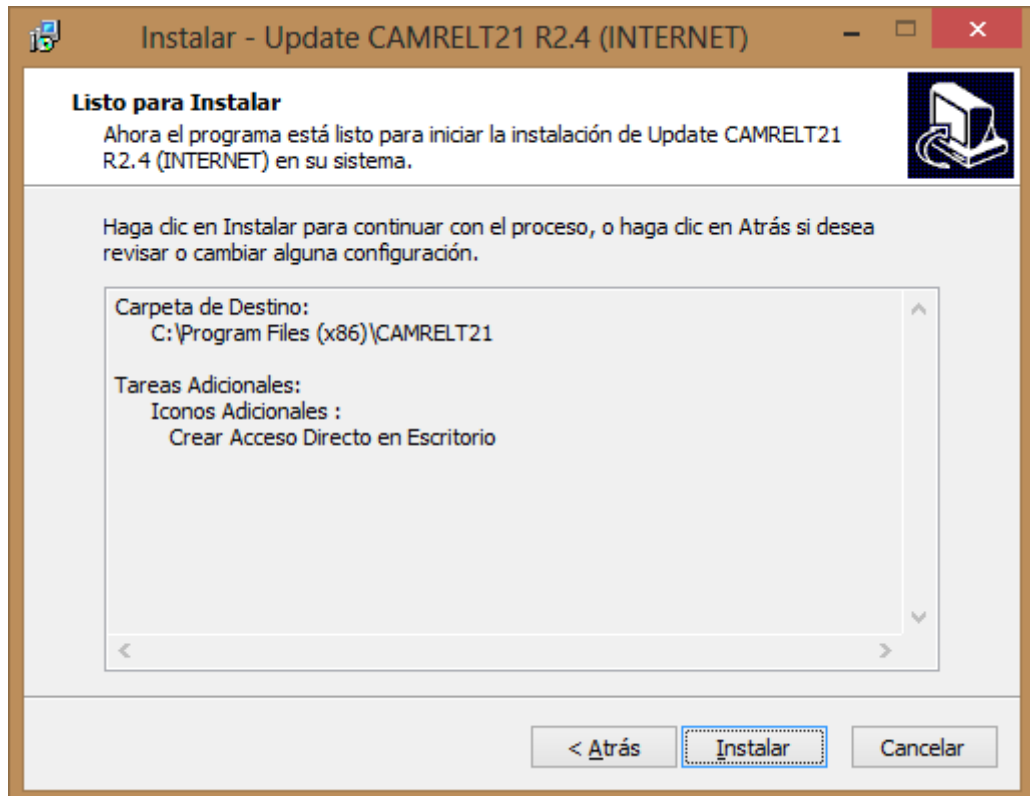 Instalar - Update CAMRELT21 R2.4 (INTERNET)
Listo para Instalar
Ahora el programa está listo para iniciar la instalación de Update CAMRELT21
R2.4 (INTERNET) en su sistema.
Haga clic en Instalar para continuar con el proceso, o haga clic en Atrás si desea
revisar o cambiar alguna configuración.
Carpeta de Destino:
C:\Program Files (x86)\CAMRELT21
Tareas Adicionales:
Iconos Adicionales :
Crear Acceso Directo en Escritorio
< Atrás Instalar Cancelar